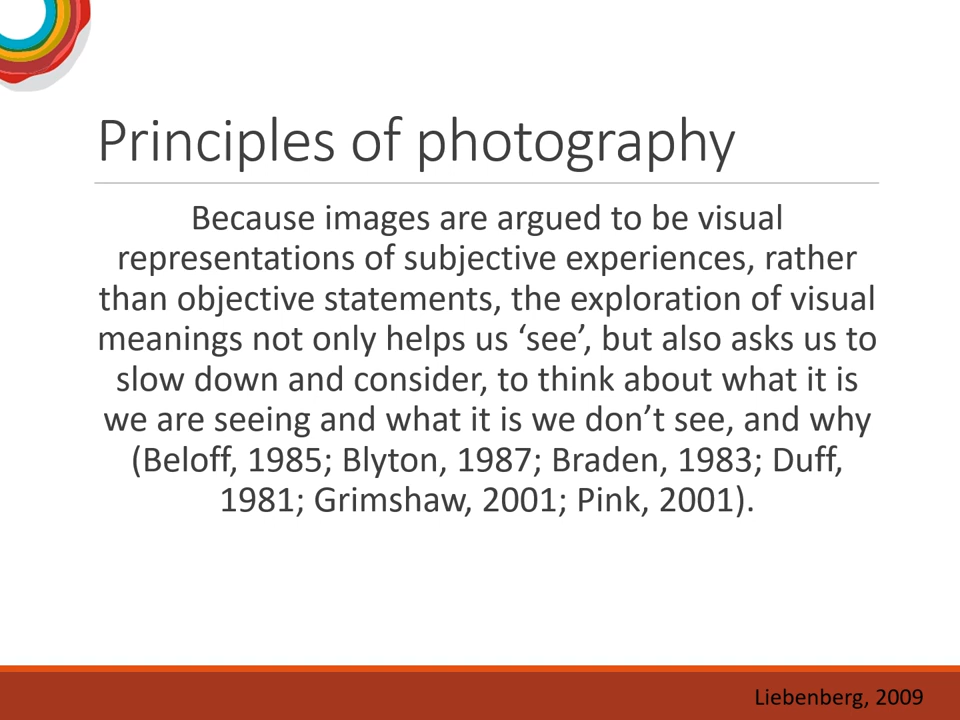 Principles of photography
Because images are argued to be visual
representations of subjective experiences, rather
than objective statements, the exploration of visual
meanings not only helps us ‘see’, but also asks us to
slow down and consider, to think about what it is
we are seeing and what it is we don’t see, and why
(Beloff, 1985; Blyton, 1987; Braden, 1983; Duff,
1981; Grimshaw, 2001; Pink, 2001).
Liebenberg, 2009